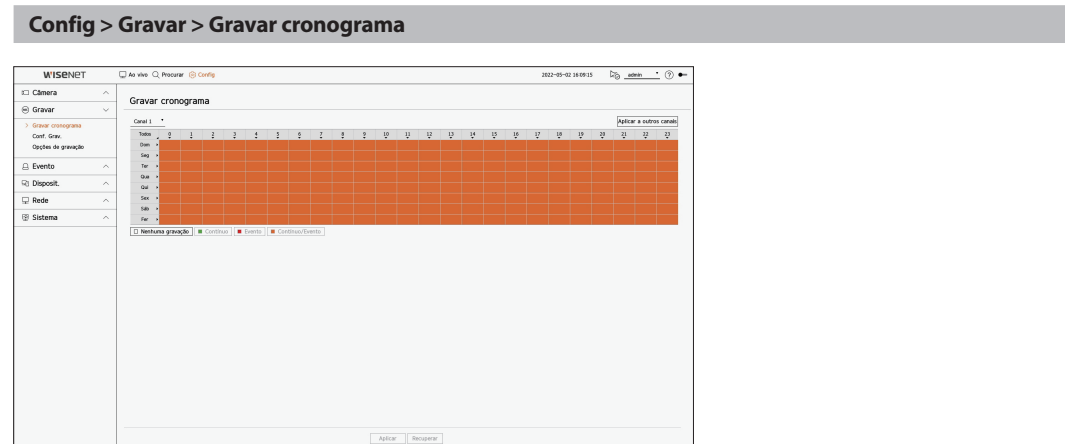 Config > Gravar > Gravar cronograma
WISENET
Ao vivo Procurar Config
2022-05-02 16:09:15 admin ?
Câmera
Gravar
> Gravar cronograma
Conf. Grav.
Opções de gravação
Evento
Disposit.
Rede
Sistema
Gravar cronograma
Canal 1
Aplicar a outros canais
Todos 0 1 2 3 4 5 6 7 8 9 10 11 12 13 14 15 16 17 18 19 20 21 22 23
Dom
Seg
Ter
Qua
Qui
Sex
Sáb
Fer
Nenhuma gravação Contínuo Evento Contínuo/Evento
Aplicar Recuperar